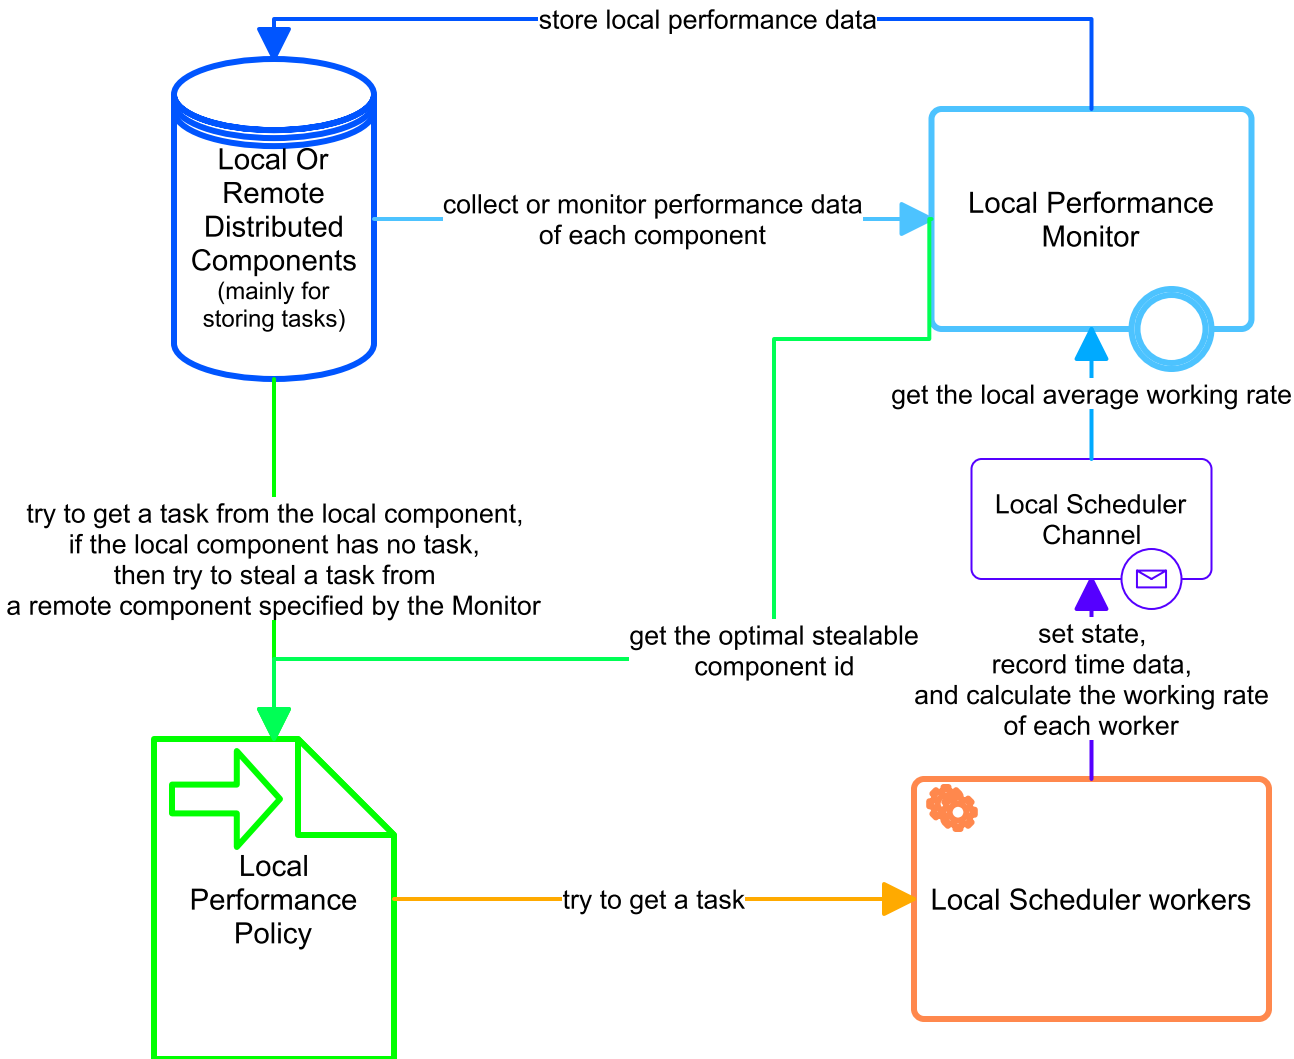 store local performance data
Local Or
Remote
Distributed
Components
(mainly for
storing tasks)
collect or monitor performance data
of each component
Local Performance
Monitor
get the local average working rate
Local Scheduler
Channel
try to get a task from the local component,
if the local component has no task,
then try to steal a task from
a remote component specified by the Monitor
get the optimal stealable
component id
set state,
record time data,
and calculate the working rate
of each worker
Local
Performance
Policy
try to get a task
Local Scheduler workers